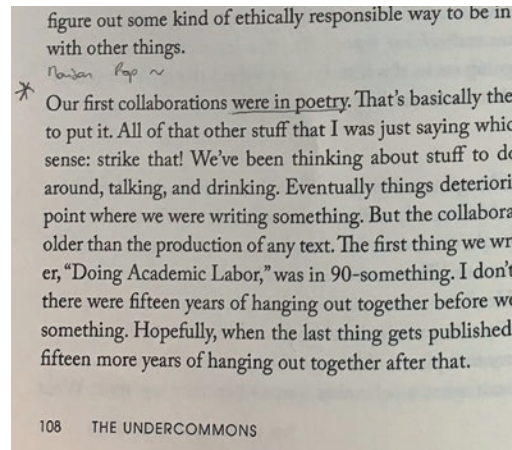 figure out some kind of ethically responsible way to be in
with other things.
Rap ~
* Our first collaborations were in poetry. That’s basically the
to put it. All of that other stuff that I was just saying whic
sense: strike that! We’ve been thinking about stuff to do
around, talking, and drinking. Eventually things deteriori
point where we were writing something. But the collabora
older than the production of any text. The first thing we wr
er, “Doing Academic Labor,” was in 90-something. I don’t
there were fifteen years of hanging out together before we
something. Hopefully, when the last thing gets published
fifteen more years of hanging out together after that.
108 THE UNDERCOMMONS